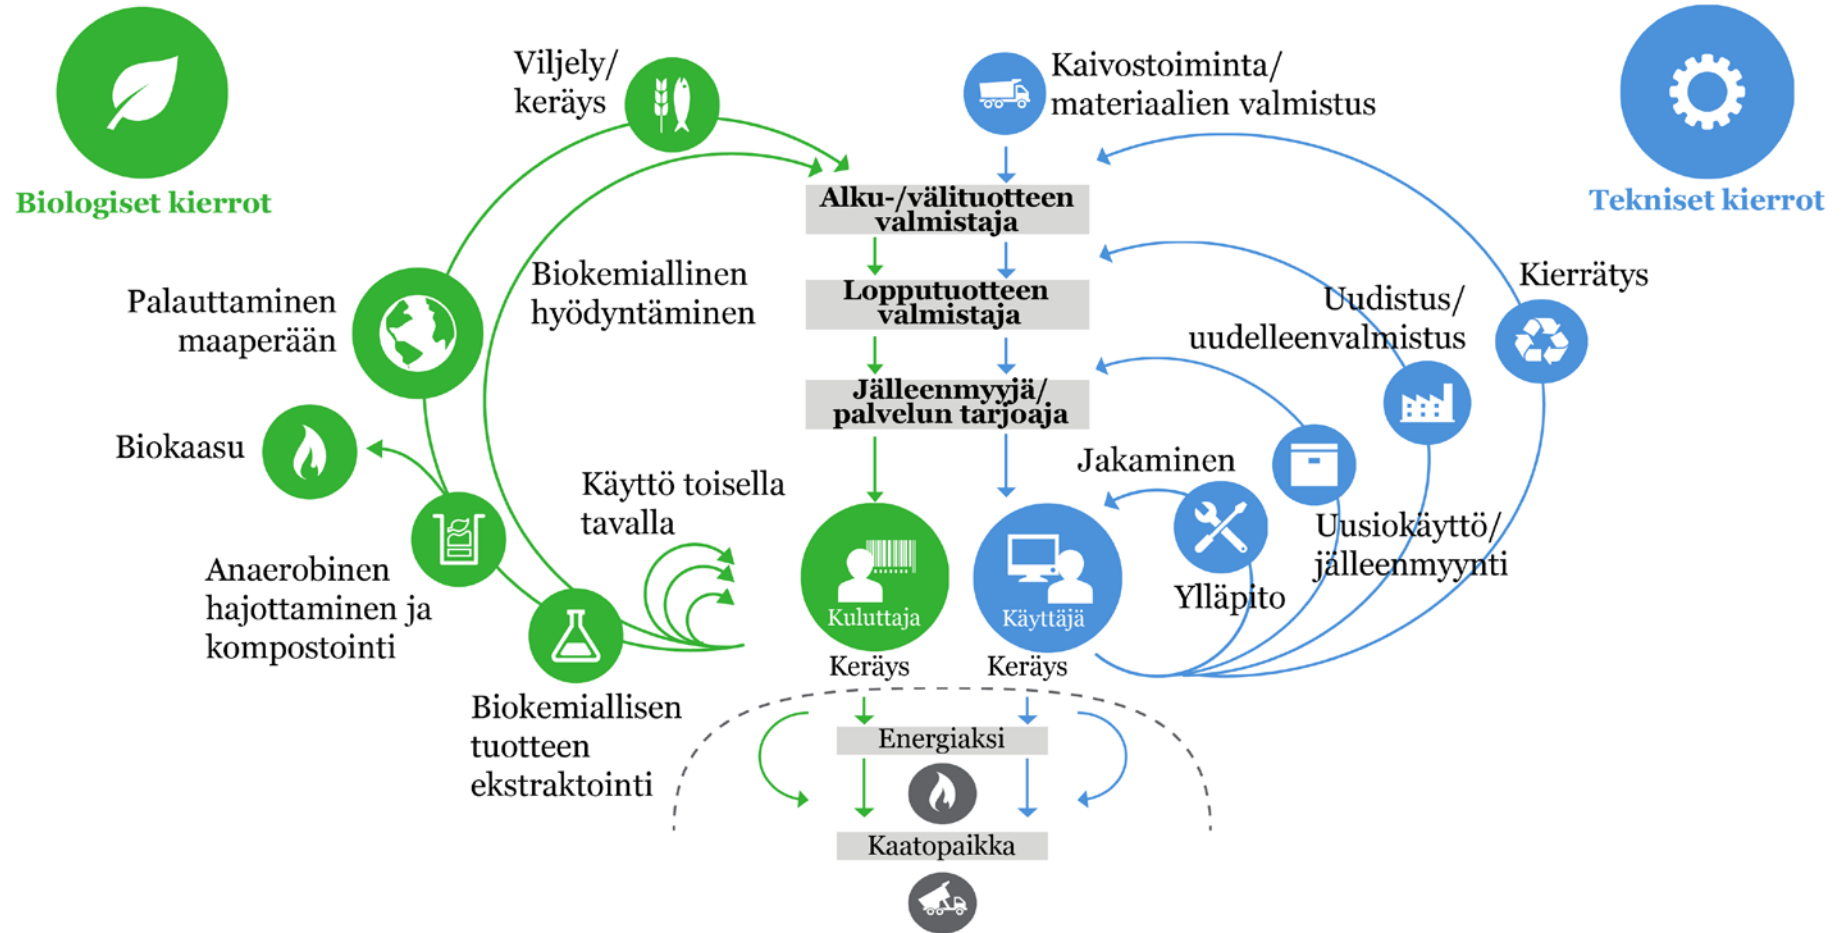 Biologiset kierrot
Viljely/
keräys
Kaivostoiminta/
materiaalien valmistus
Tekniset kierrot
Alku-/välituotteen
valmistaja
Palauttaminen
maaperään
Biokemiallinen
hyödyntäminen
Lopputuotteen
valmistaja
Uudistus/
uudelleenvalmistus
Kierrätys
Jälleenmyyjä/
palvelun tarjoaja
Biokaasu
Käyttö toisella
tavalla
Jakaminen
Uusiokäyttö/
jälleenmyynti
Anaerobinen
hajottaminen ja
kompostointi
Kuluttaja
Käyttäjä
Ylläpito
Keräys
Keräys
Biokemiallisen
tuotteen
ekstraktointi
Energiaksi
Kaatopaikka